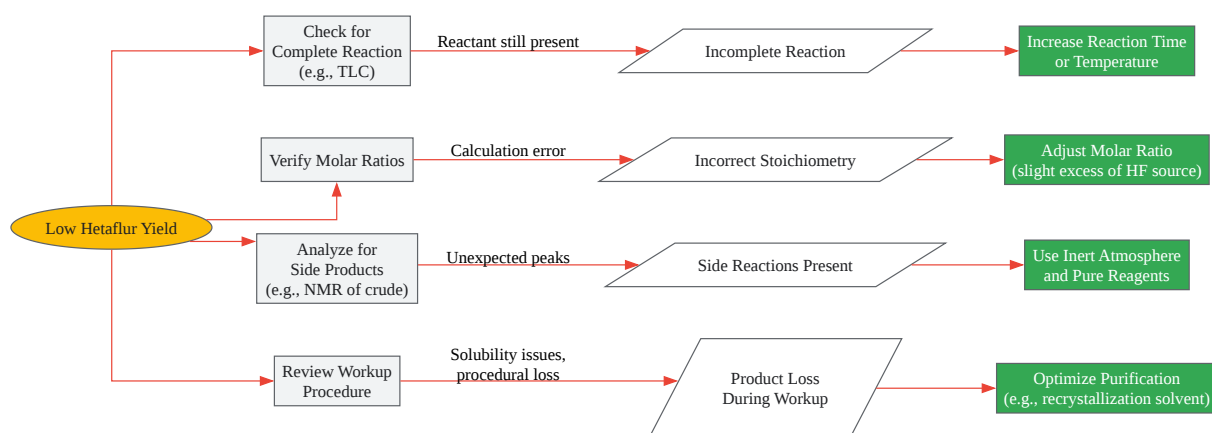 Check for
Complete Reaction
(e.g., TLC)
Reactant still present
Incomplete Reaction
Increase Reaction Time
or Temperature
Verify Molar Ratios
Calculation error
Incorrect Stoichiometry
Adjust Molar Ratio
(slight excess of HF source)
Low Hetaflur Yield
Analyze for
Side Products
(e.g., NMR of crude)
Unexpected peaks
Side Reactions Present
Use Inert Atmosphere
and Pure Reagents
Review Workup
Procedure
Solubility issues,
procedural loss
Product Loss
During Workup
Optimize Purification
(e.g., recrystallization solvent)